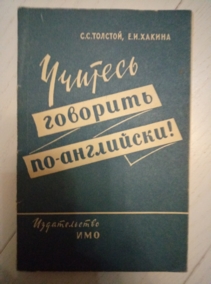 С.С.ТОЛСТОЙ, Е.И.ХАКИНА
Учитесь
говорить
по-английски!
Издательство
ИМО